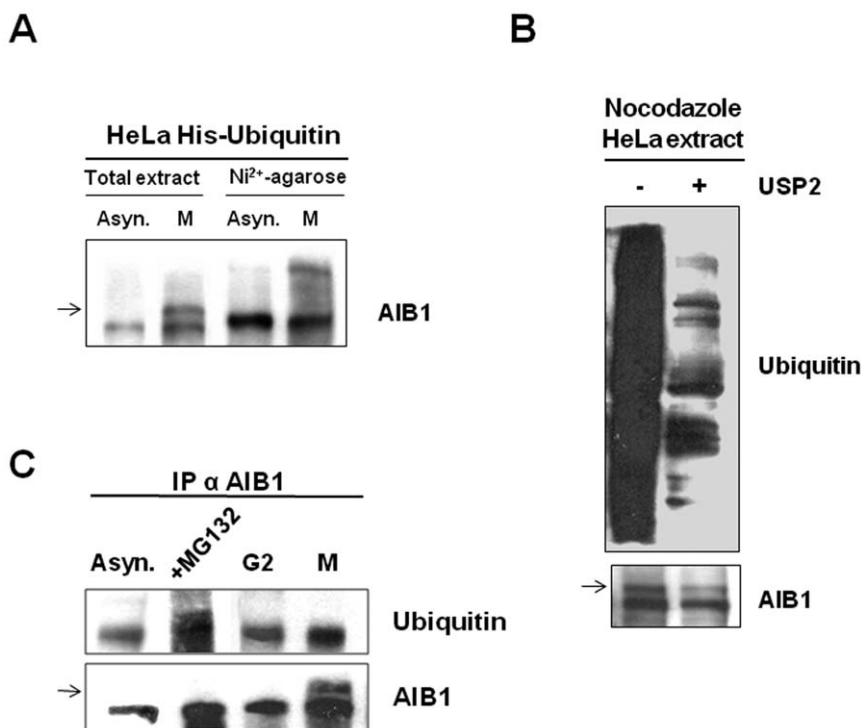 A
HeLa His-Ubiquitin
Total extract Ni²⁺-agarose
Asyn. M Asyn. M
AIB1
B
Nocodazole
HeLa extract
- + USP2
Ubiquitin
AIB1
C
IP α AIB1
Asyn. +MG132 G2 M
Ubiquitin
AIB1